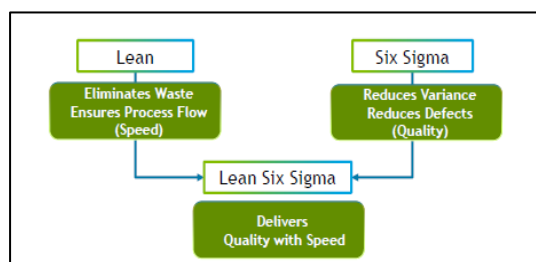 Lean
Six Sigma
Eliminates Waste
Ensures Process Flow
(Speed)
Reduces Variance
Reduces Defects
(Quality)
Lean Six Sigma
Delivers
Quality with Speed